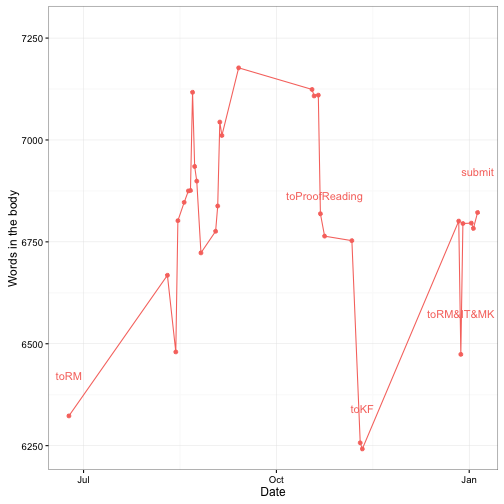 7250
7000
6750
6500
6250
Words in the body
submit
toProofReading
toRM&IT&MK
toRM
toKF
Jul
Oct
Jan
Date